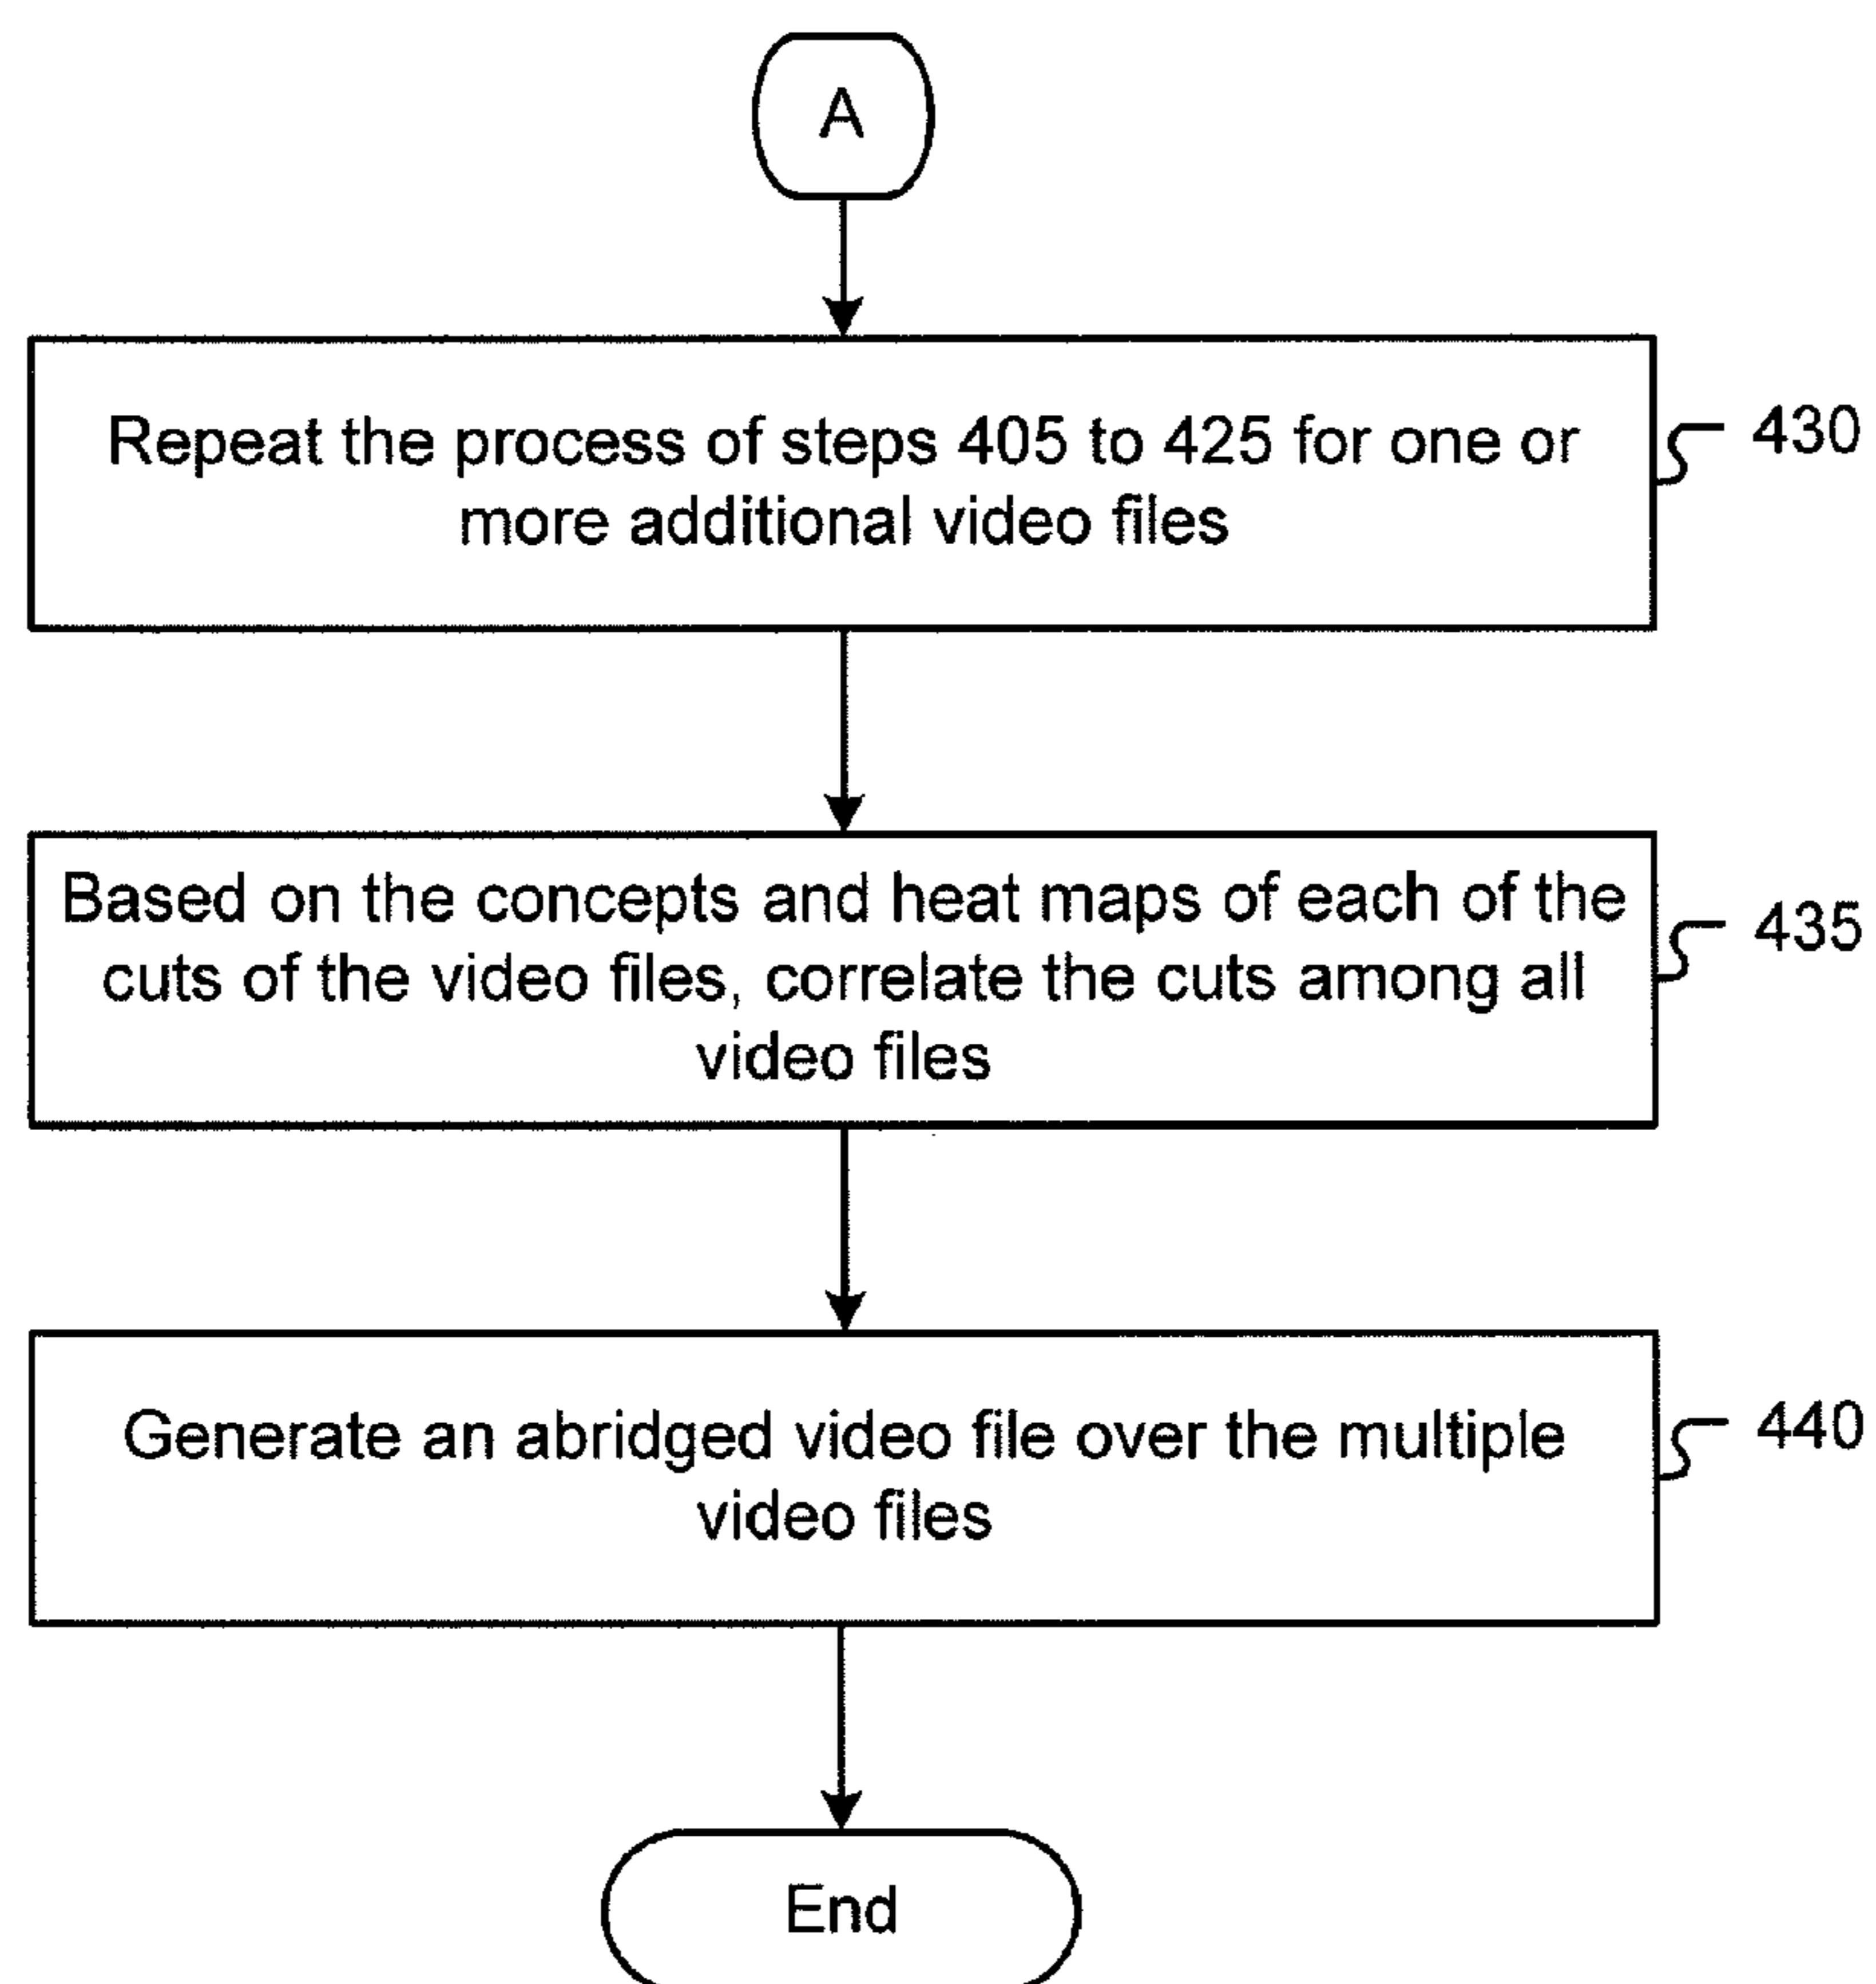 A
Repeat the process of steps 405 to 425 for one or
more additional video files
430
Based on the concepts and heat maps of each of the
cuts of the video files, correlate the cuts among all
video files
435
Generate an abridged video file over the multiple
video files
440
End